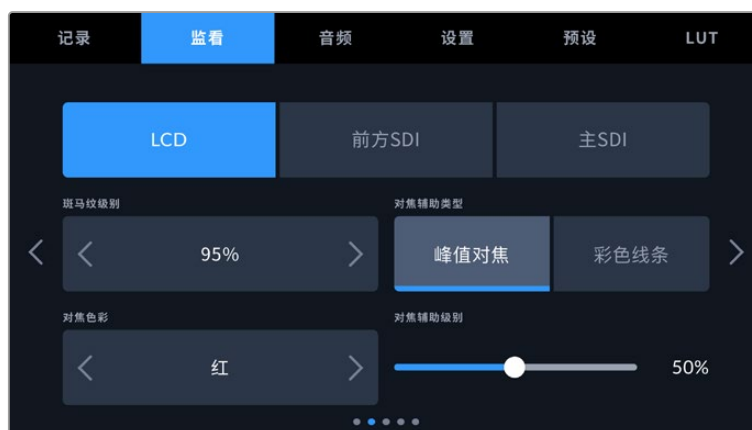 记录 监看 音频 设置 预设 LUT
LCD 前方SDI 主SDI
斑马纹级别 对焦辅助类型
95% 峰值对焦 彩色线条
对焦色彩 对焦辅助级别
红 50%